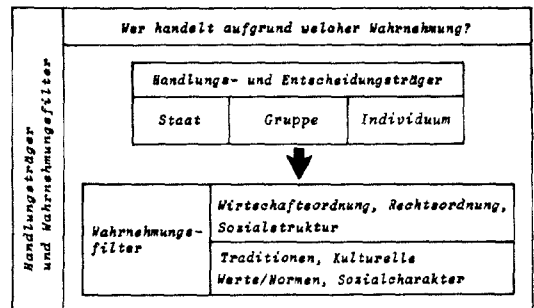 Wer handelt aufgrund welcher Wahrnehmung?
Handlungsträger
und Wahrnehmungsfilter
Handlungs- und Entscheidungsträger
Staat Gruppe Individuum
Wahrnehmungs-
filter
Wirtschaftsordnung, Rechtsordnung,
Sozialstruktur
Traditionen, Kulturelle
Werte/Normen, Sozialcharakter